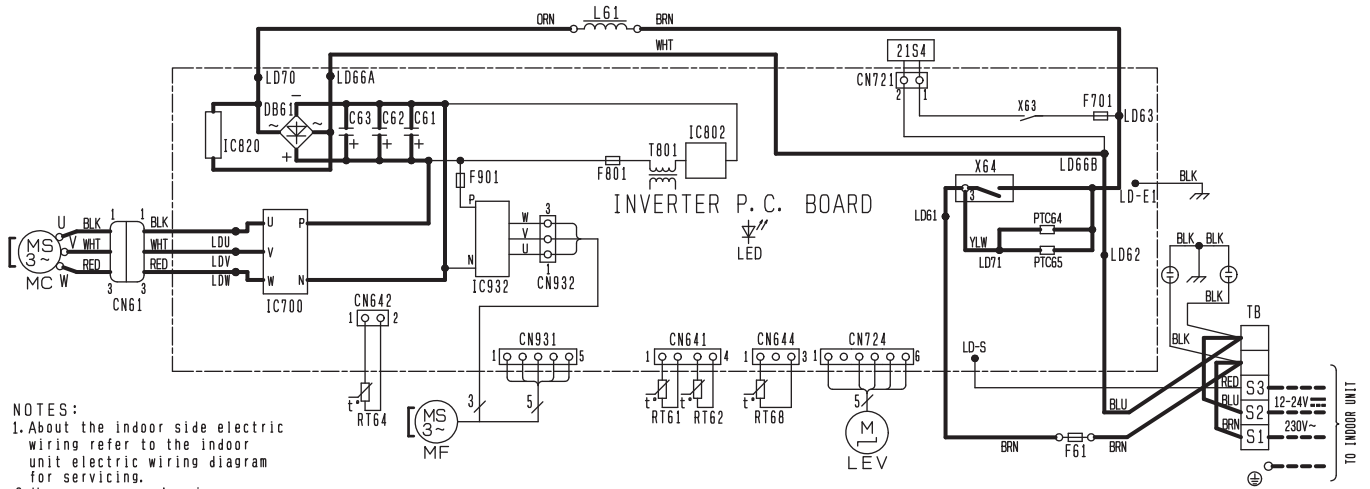 ORN
L61
BRN
WHT
21S4
LD70
LD66A
CN721
2
1
X63
F701
LD63
DB61
−
~
~
+
C63
C62
C61
+
+
+
IC820
IC802
T801
F801
LD66B
X64
3
BLK
LD-E1
F901
INVERTER P. C. BOARD
LED
LD61
PTC64
YLW
LD71
PTC65
LD62
U
BLK
1
1
BLK
LDU
U
P
P
W
3
V
WHT
WHT
LDV
V
V
MS
3~
MC
W
RED
RED
LDW
W
N
N
U
1
3
3
CN61
IC700
IC932
CN932
BLK
BLK
BLK
TB
CN642
1
2
CN931
1
5
CN641
1
4
CN644
1
3
CN724
1
6
LD-S
BLK
t°
RT64
3
5
t°
RT61
t°
RT62
t°
RT68
5
MS
3~
MF
M
LEV
BLU
RED
S3
BLU
12-24V
S2
BRN
230V~
S1
BRN
F61
BRN
TO INDOOR UNIT
NOTES:
1. About the indoor side electric
wiring refer to the indoor
unit electric wiring diagram
for servicing.